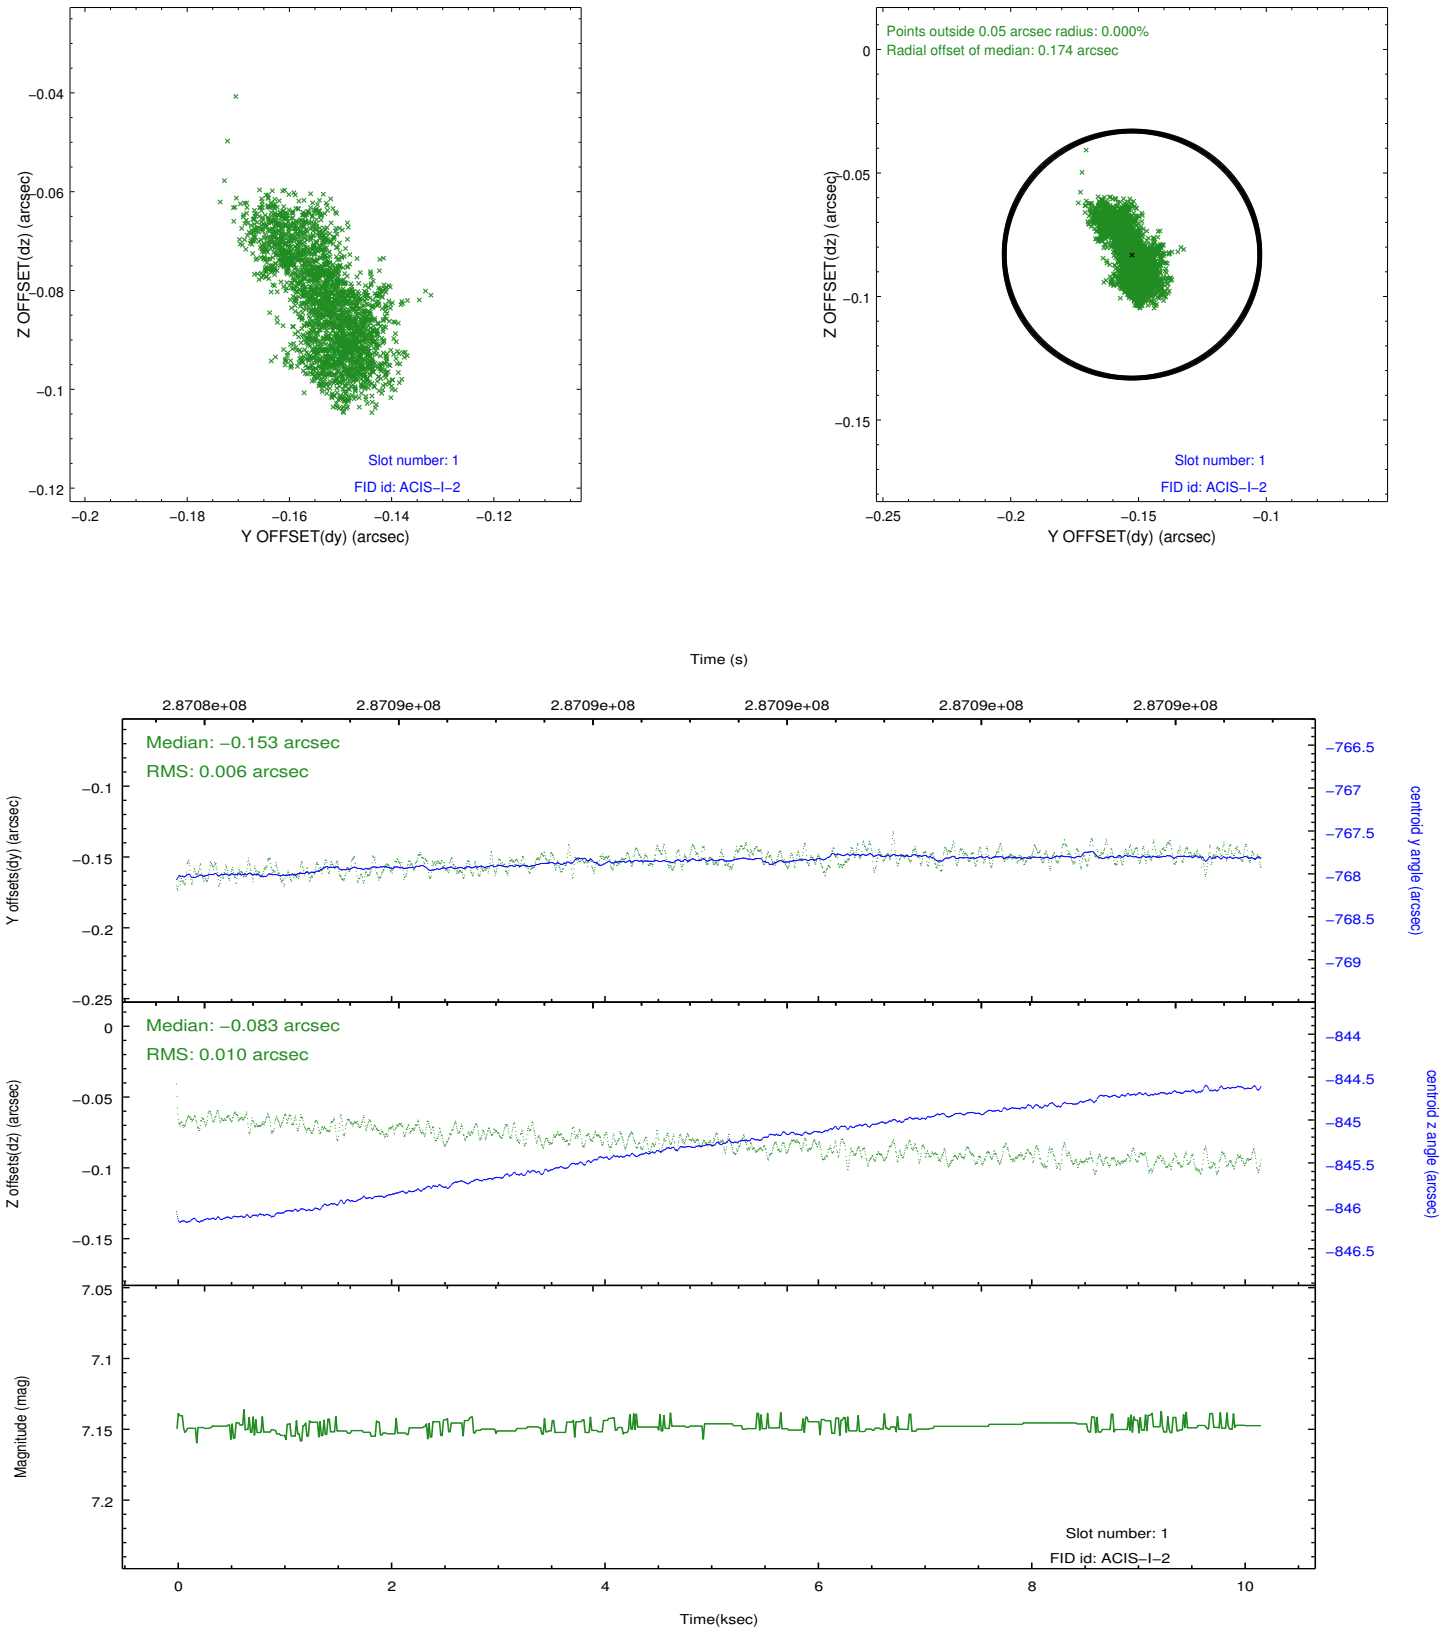 −0.04
−0.06
−0.08
−0.1
−0.12
Z OFFSET(dz) (arcsec)
Slot number: 1
FID id: ACIS−I−2
−0.2 −0.18 −0.16 −0.14 −0.12
Y OFFSET(dy) (arcsec)
Points outside 0.05 arcsec radius: 0.000%
Radial offset of median: 0.174 arcsec
0
−0.05
−0.1
−0.15
Z OFFSET(dz) (arcsec)
Slot number: 1
FID id: ACIS−I−2
−0.25 −0.2 −0.15 −0.1
Y OFFSET(dy) (arcsec)
Time (s)
2.8708e+08 2.8709e+08 2.8709e+08 2.8709e+08 2.8709e+08 2.8709e+08
Median: −0.153 arcsec
RMS: 0.006 arcsec
−0.1
−0.15
−0.2
−0.25
Y offsets(dy) (arcsec)
−766.5
−767
−767.5
−768
−768.5
−769
centroid y angle (arcsec)
Median: −0.083 arcsec
RMS: 0.010 arcsec
0
−0.05
−0.1
−0.15
Z offsets(dz) (arcsec)
−844
−844.5
−845
−845.5
−846
−846.5
centroid z angle (arcsec)
7.05
7.1
7.15
7.2
Magnitude (mag)
Slot number: 1
FID id: ACIS−I−2
0 2 4 6 8 10
Time(ksec)